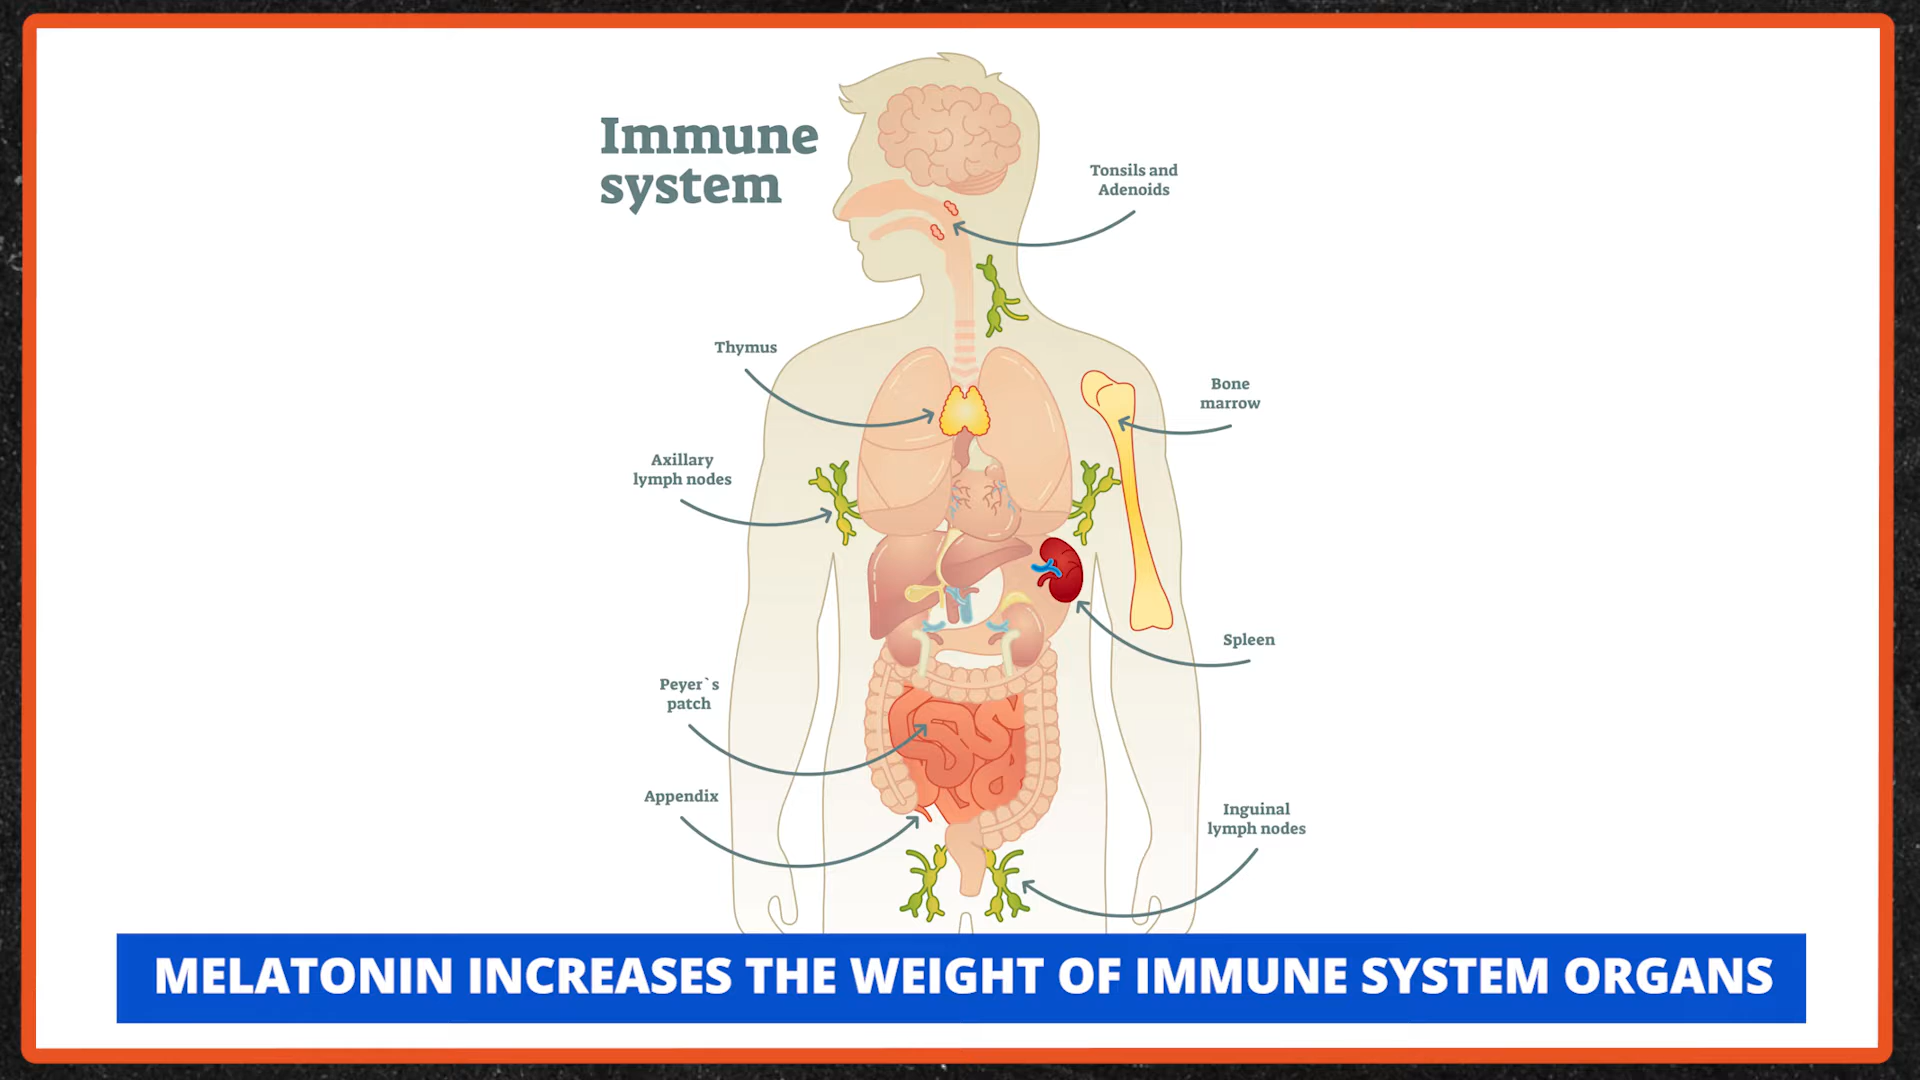 Immune
system
Tonsils and
Adenoids
Thymus
Bone
marrow
Axillary
lymph nodes
Spleen
Peyer`s
patch
Appendix
Inguinal
lymph nodes
MELATONIN INCREASES THE WEIGHT OF IMMUNE SYSTEM ORGANS